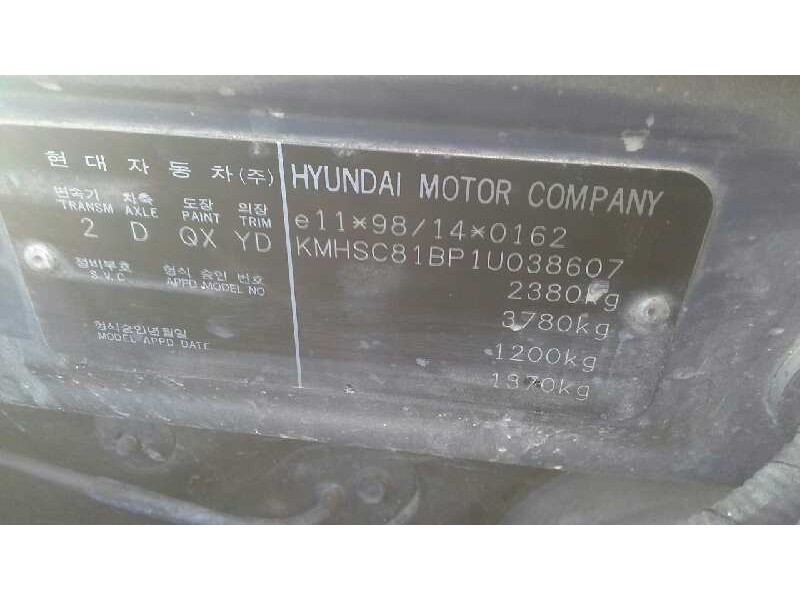 현대자동차(주)
변속기 차축 도장 의장
TRANSM AXLE PAINT TRIM
2 D QX YD
정비부호 형식 승인 번호
S.V.C APPD.MODEL NO
형식승인년월일
MODEL APPD DATE
HYUNDAI MOTOR COMPANY
e11*98/14*0162
KMHSC81BP1U038607
2380kg
3780kg
1200kg
1370kg